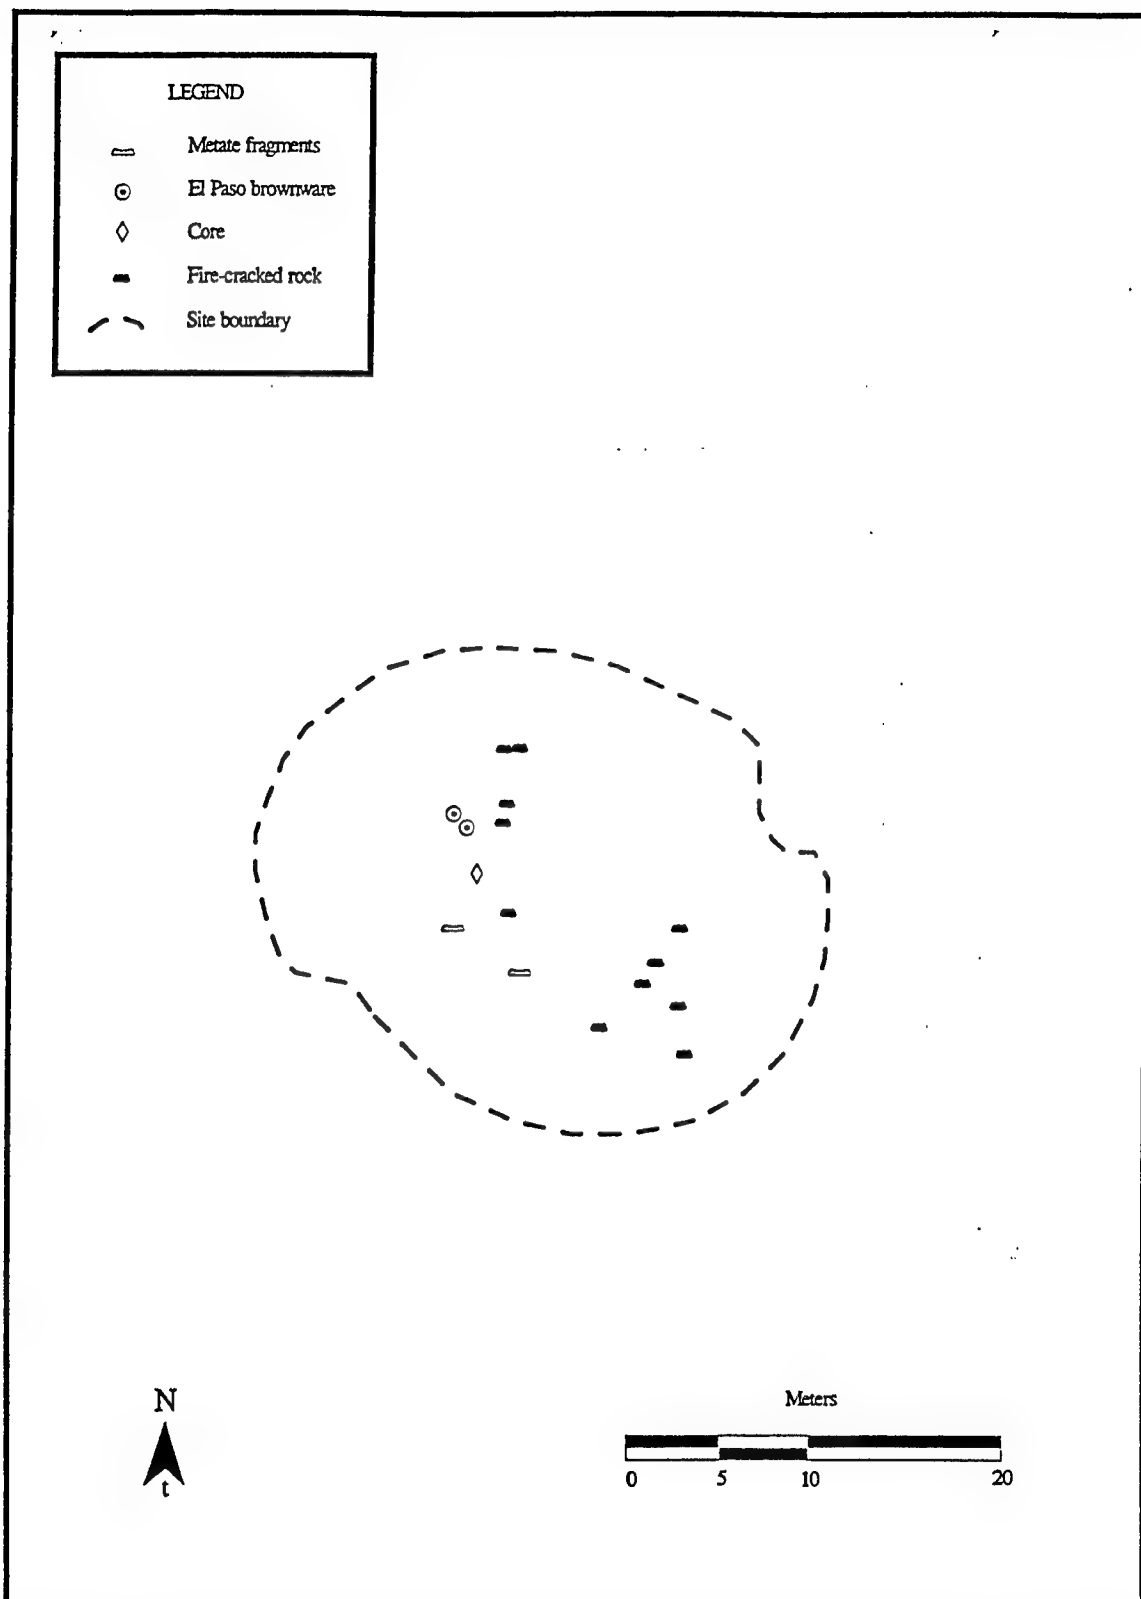 LEGEND
Metate fragments
El Paso brownware
Core
Fire-cracked rock
Site boundary
N
t
Meters
0 5 10 20